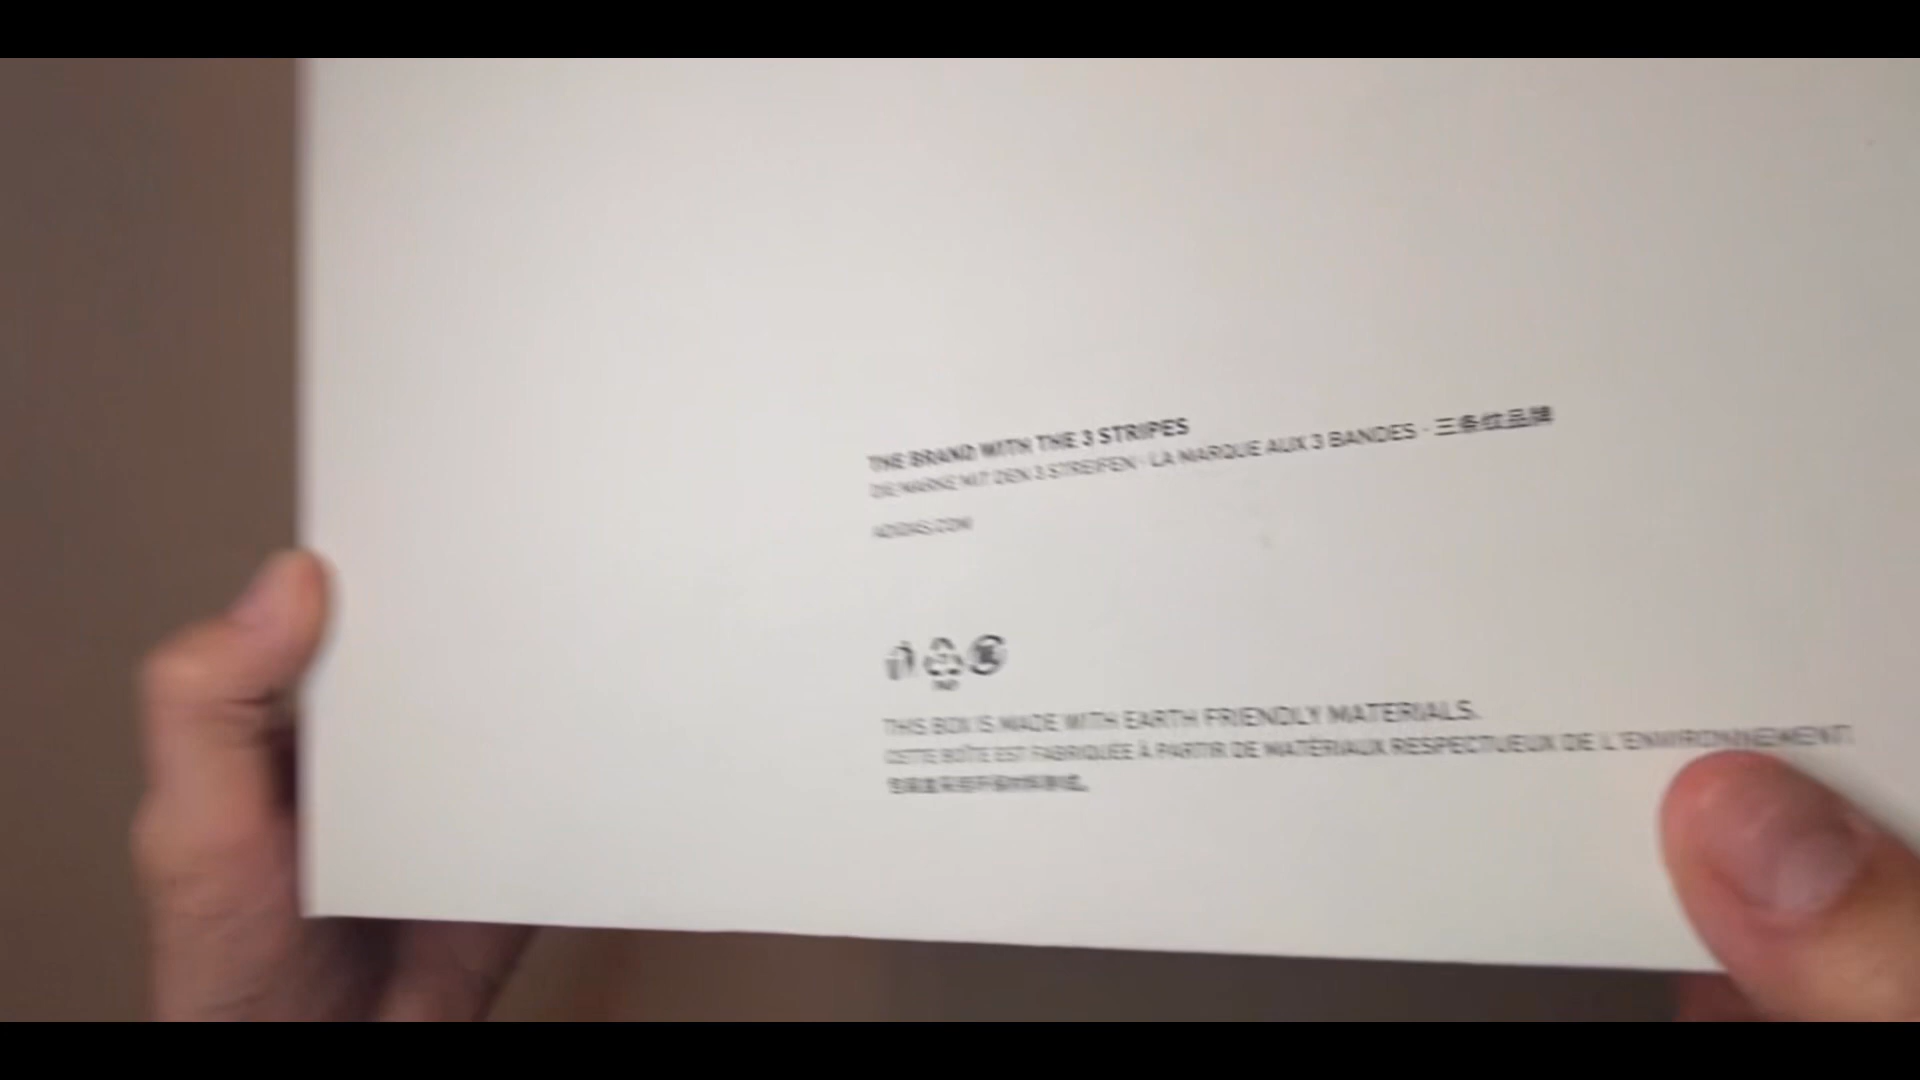 THE BRAND WITH THE 3 STRIPES
DIE MARKE MIT DEN 3 STREIFEN · LA MARQUE AUX 3 BANDES · 三条纹品牌
ADIDAS.COM
THIS BOX IS MADE WITH EARTH FRIENDLY MATERIALS.
CETTE BOÎTE EST FABRIQUÉE À PARTIR DE MATÉRIAUX RESPECTUEUX DE L'ENVIRONNEMENT.